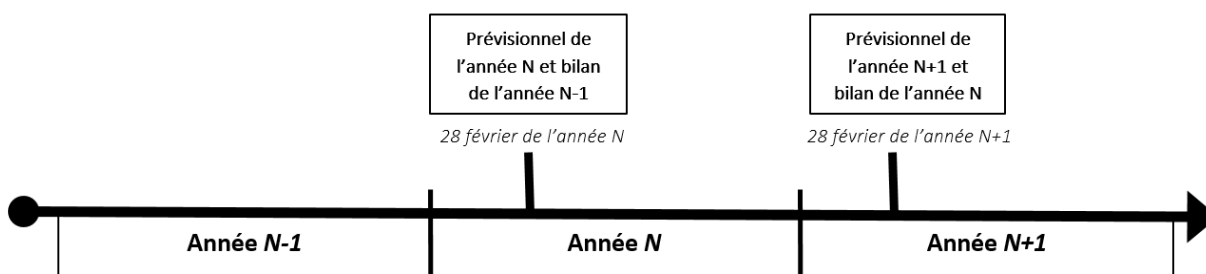 Prévisionnel de
l'année N et bilan
de l'année N-1
28 février de l'année N
Prévisionnel de
l'année N+1 et
bilan de l'année N
28 février de l'année N+1
Année N-1
Année N
Année N+1